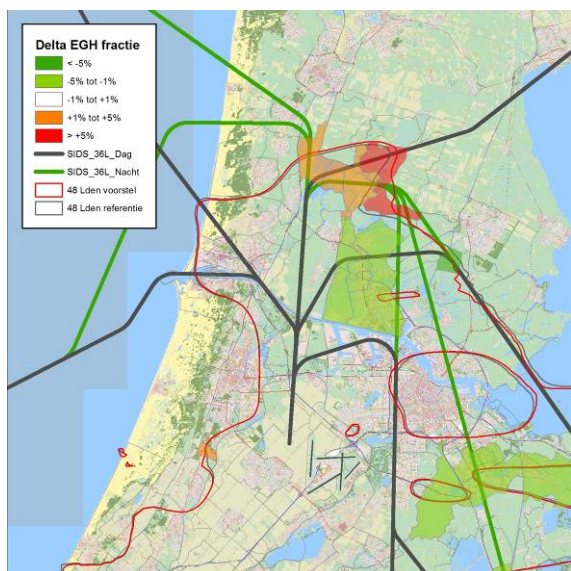 Delta EGH fractie
< -5%
-5% tot -1%
-1% tot +1%
+1% tot +5%
> +5%
SIDS_36L_Dag
SIDS_36L_Nacht
48 Lden voorstel
48 Lden referentie